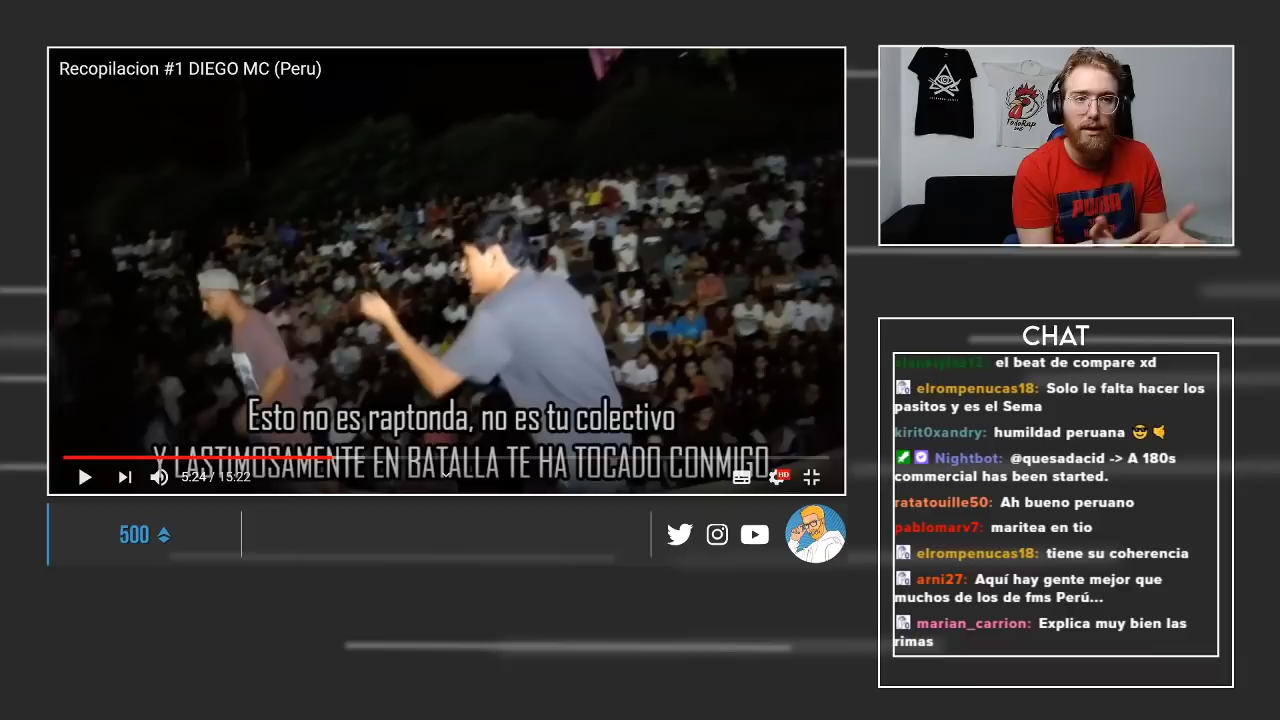 Recopilacion #1 DIEGO MC (Peru)
Esto no es raptonda, no es tu colectivo
Y LASTIMOSAMENTE EN BATALLA TE HA TOCADO CONMIGO
5:24 / 15:22
HD
500
TodoRap
PUMA
CHAT
el beat de compare xd
elrompenucas18: Solo le falta hacer los
pasitos y es el Sema
kirit0xandry: humildad peruana 😎 🤙
Nightbot: @quesadacid -> A 180s
commercial has been started.
ratatouille50: Ah bueno peruano
pablomarv7: maritea en tio
elrompenucas18: tiene su coherencia
arni27: Aquí hay gente mejor que
muchos de los de fms Perú...
marian_carrion: Explica muy bien las
rimas